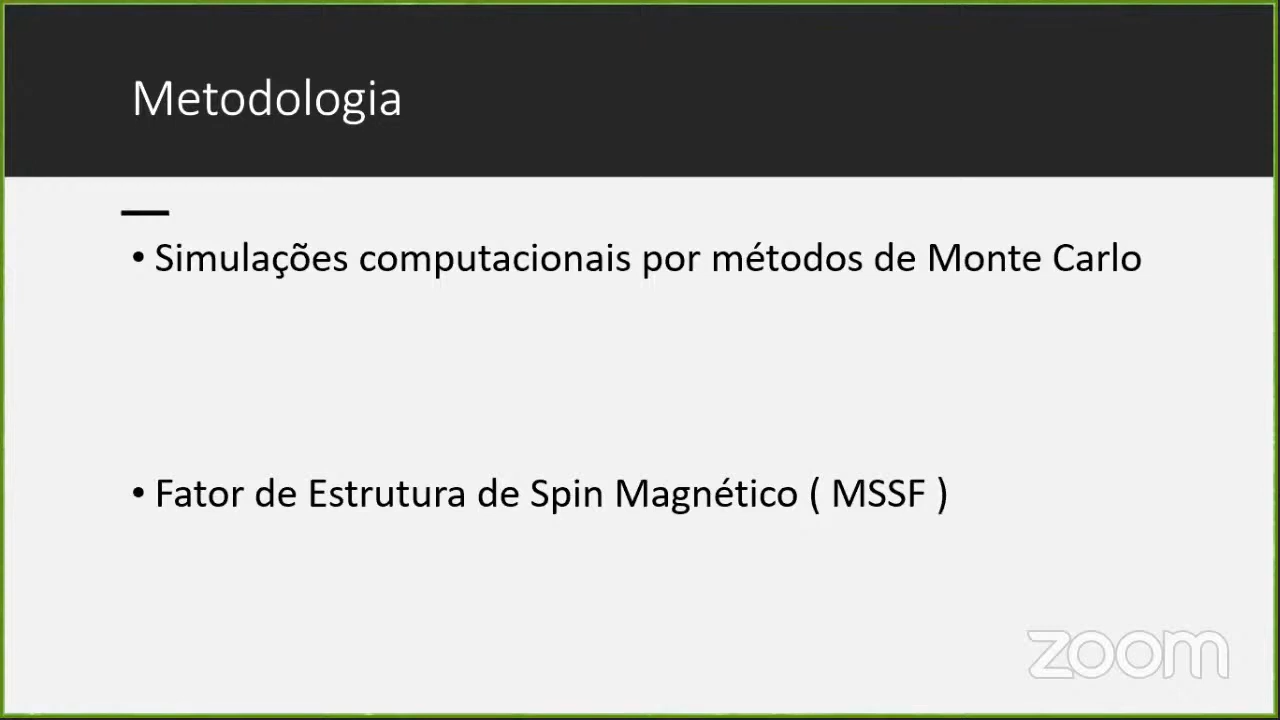 Metodologia
• Simulações computacionais por métodos de Monte Carlo
• Fator de Estrutura de Spin Magnético ( MSSF )
zoom